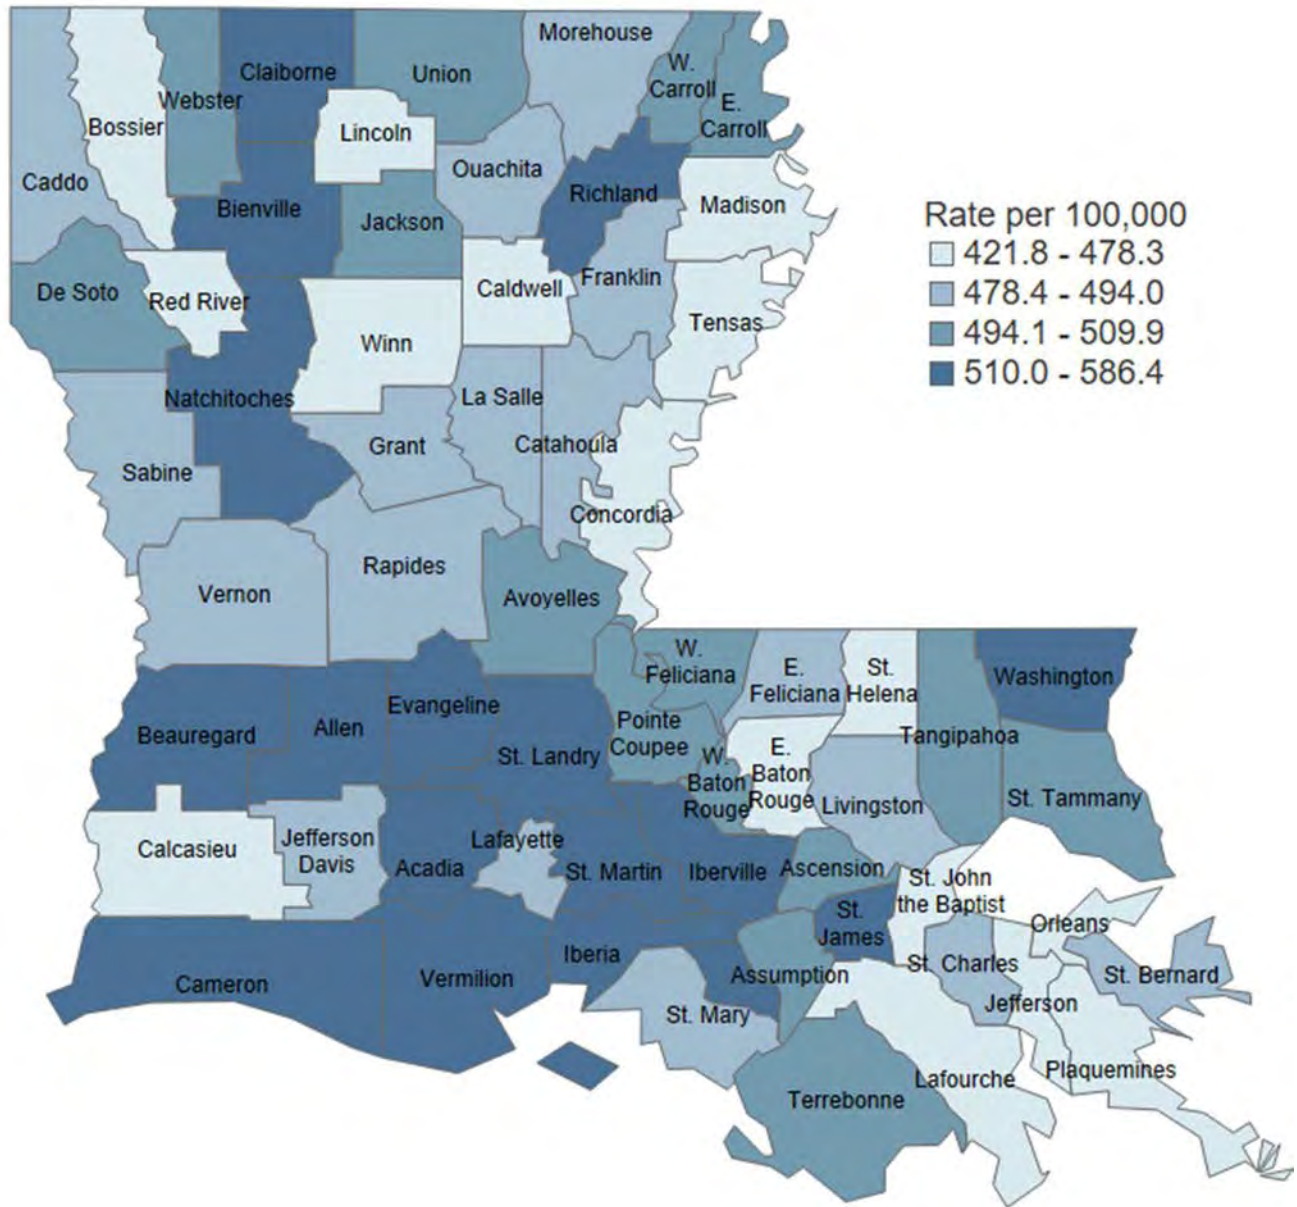 Morehouse
Claiborne
Union
W.
Carroll
Webster
E.
Carroll
Bossier
Lincoln
Ouachita
Caddo
Richland
Madison
Bienville
Jackson
Rate per 100,000
421.8 - 478.3
478.4 - 494.0
494.1 - 509.9
510.0 - 586.4
De Soto
Red River
Caldwell
Franklin
Tensas
Winn
Natchitoches
La Salle
Grant
Catahoula
Sabine
Concordia
Rapides
Vernon
Avoyelles
W.
Feliciana
E.
Feliciana
St.
Helena
Washington
Beauregard
Allen
Evangeline
St. Landry
Pointe
Coupee
Tangipahoa
W.
Baton
Rouge
E.
Baton
Rouge
Livingston
St. Tammany
Calcasieu
Jefferson
Davis
Acadia
Lafayette
St. Martin
Iberville
Ascension
St. John
the Baptist
St.
James
Orleans
Cameron
Vermilion
Iberia
Assumption
St. Charles
St. Bernard
Jefferson
St. Mary
Plaquemines
Lafourche
Terrebonne